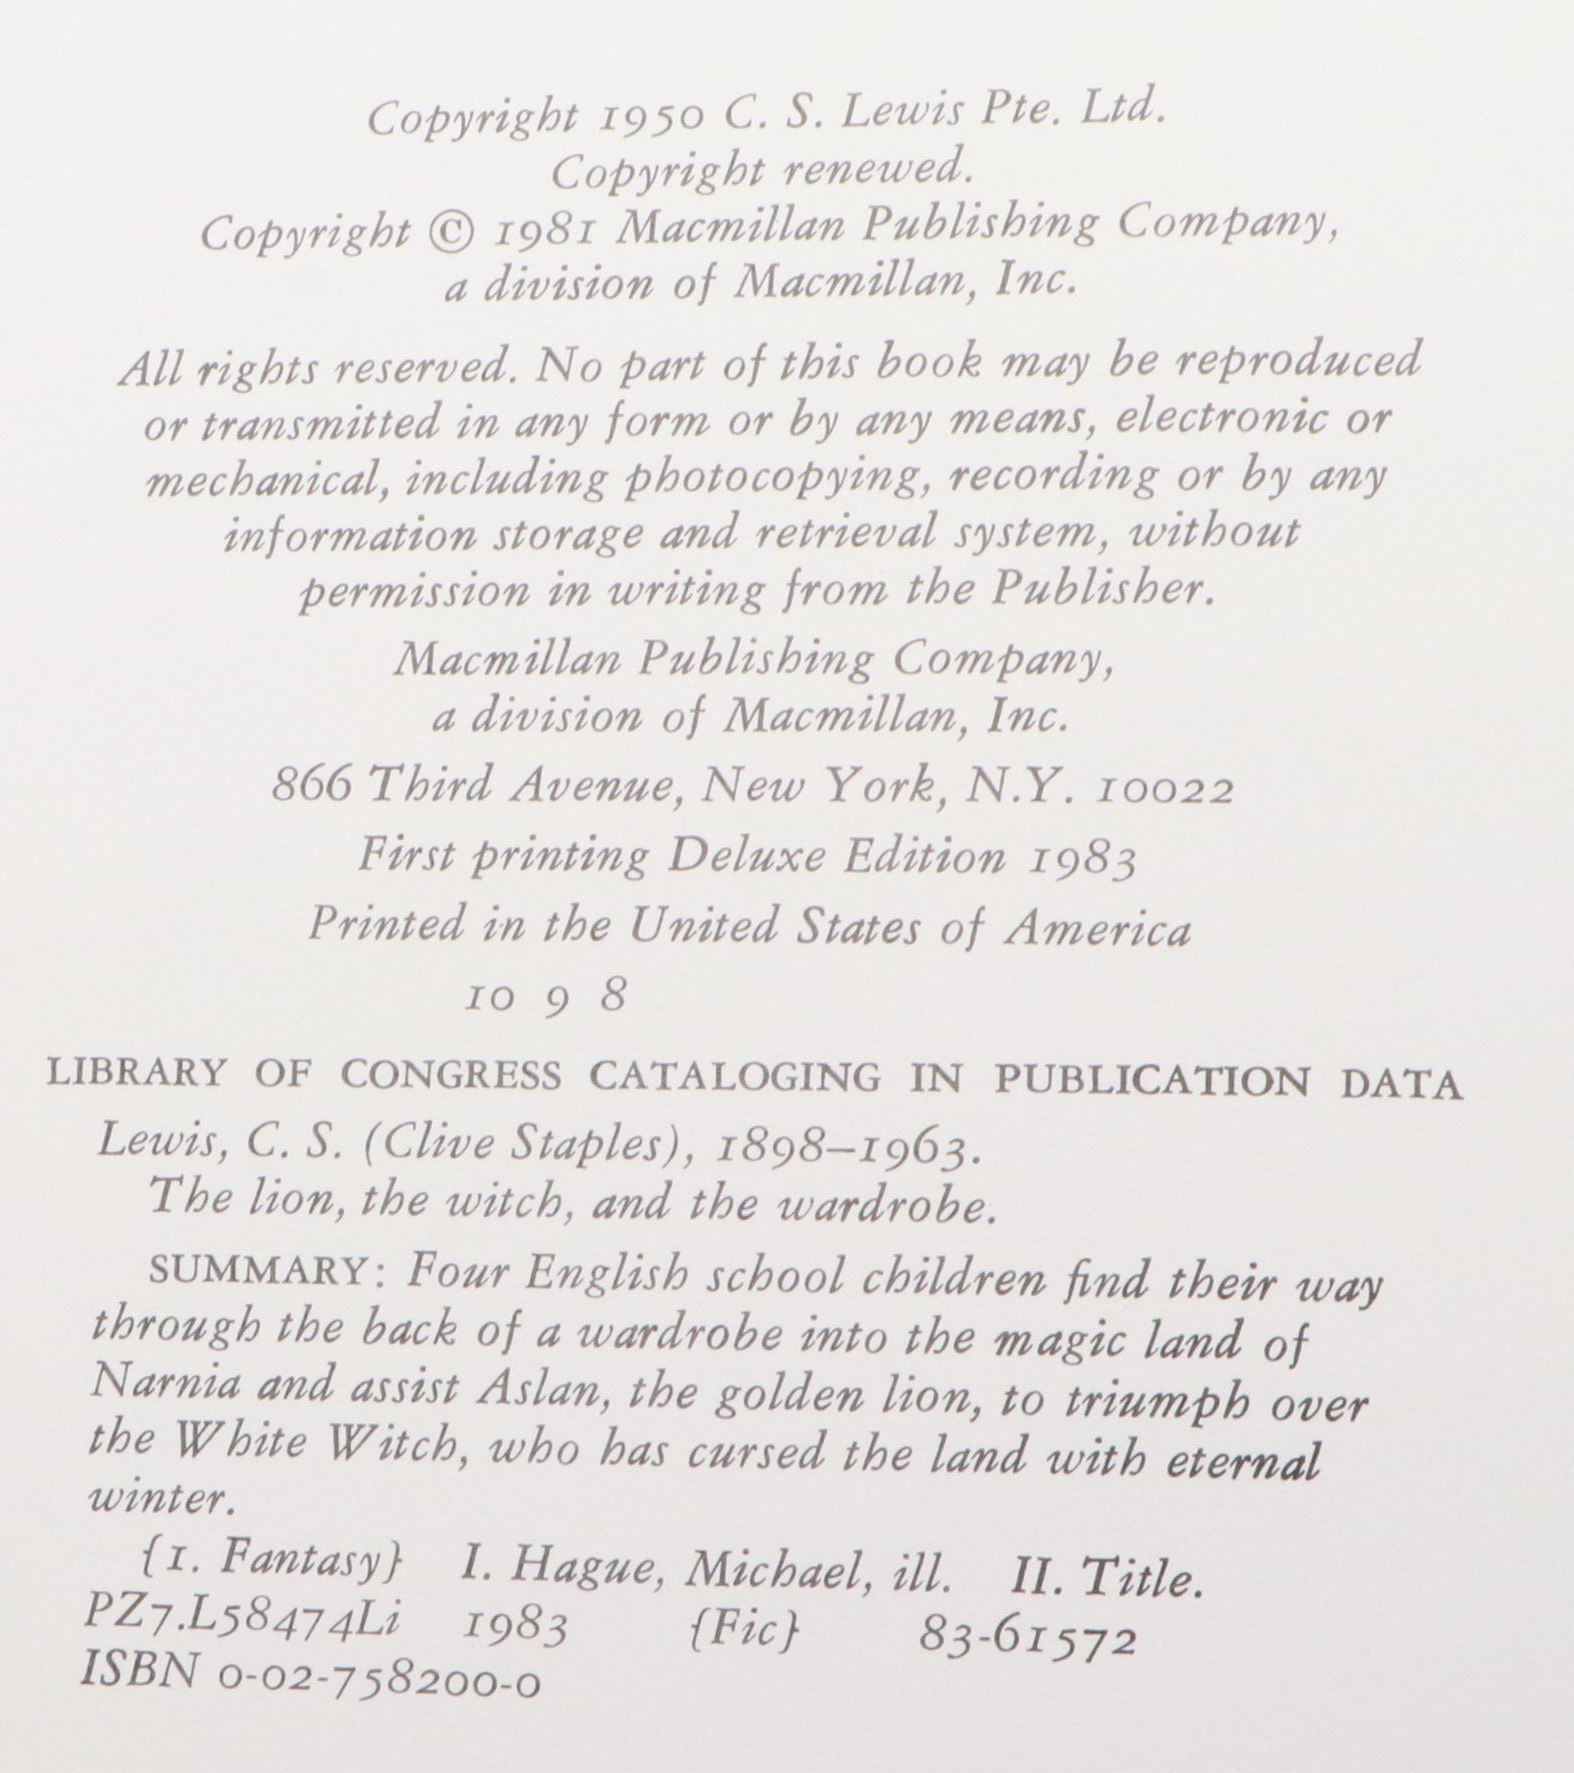 Copyright 1950 C. S. Lewis Pte. Ltd.
Copyright renewed.
Copyright © 1981 Macmillan Publishing Company,
a division of Macmillan, Inc.
All rights reserved. No part of this book may be reproduced
or transmitted in any form or by any means, electronic or
mechanical, including photocopying, recording or by any
information storage and retrieval system, without
permission in writing from the Publisher.
Macmillan Publishing Company,
a division of Macmillan, Inc.
866 Third Avenue, New York, N.Y. 10022
First printing Deluxe Edition 1983
Printed in the United States of America
10 9 8
LIBRARY OF CONGRESS CATALOGING IN PUBLICATION DATA
Lewis, C. S. (Clive Staples), 1898–1963.
The lion, the witch, and the wardrobe.
SUMMARY: Four English school children find their way
through the back of a wardrobe into the magic land of
Narnia and assist Aslan, the golden lion, to triumph over
the White Witch, who has cursed the land with eternal
winter.
{1. Fantasy} I. Hague, Michael, ill. II. Title.
PZ7.L58474Li 1983 {Fic} 83-61572
ISBN 0-02-758200-0